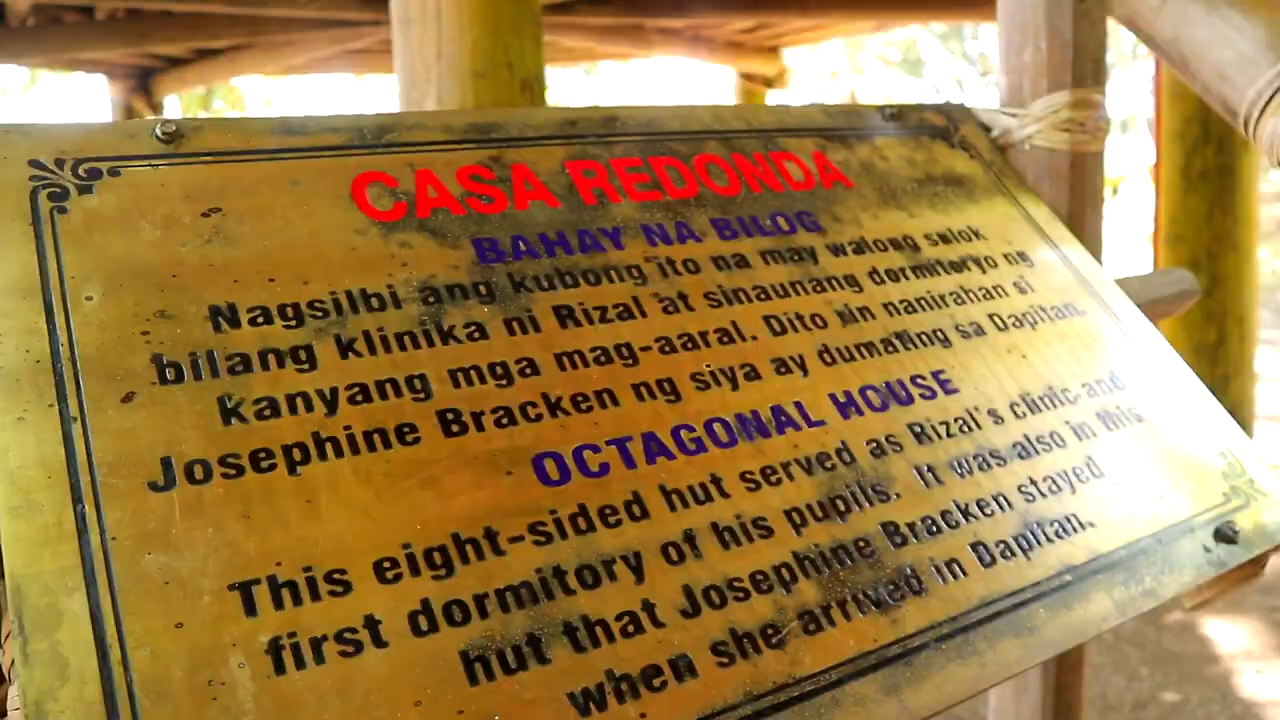 CASA REDONDA
BAHAY NA BILOG
Nagsilbi ang kubong ito na may walong sulok
bilang klinika ni Rizal at sinaunang dormitoryo ng
kanyang mga mag-aaral. Dito rin nanirahan si
Josephine Bracken ng siya ay dumating sa Dapitan.
OCTAGONAL HOUSE
This eight-sided hut served as Rizal's clinic and
first dormitory of his pupils. It was also in this
hut that Josephine Bracken stayed
when she arrived in Dapitan.